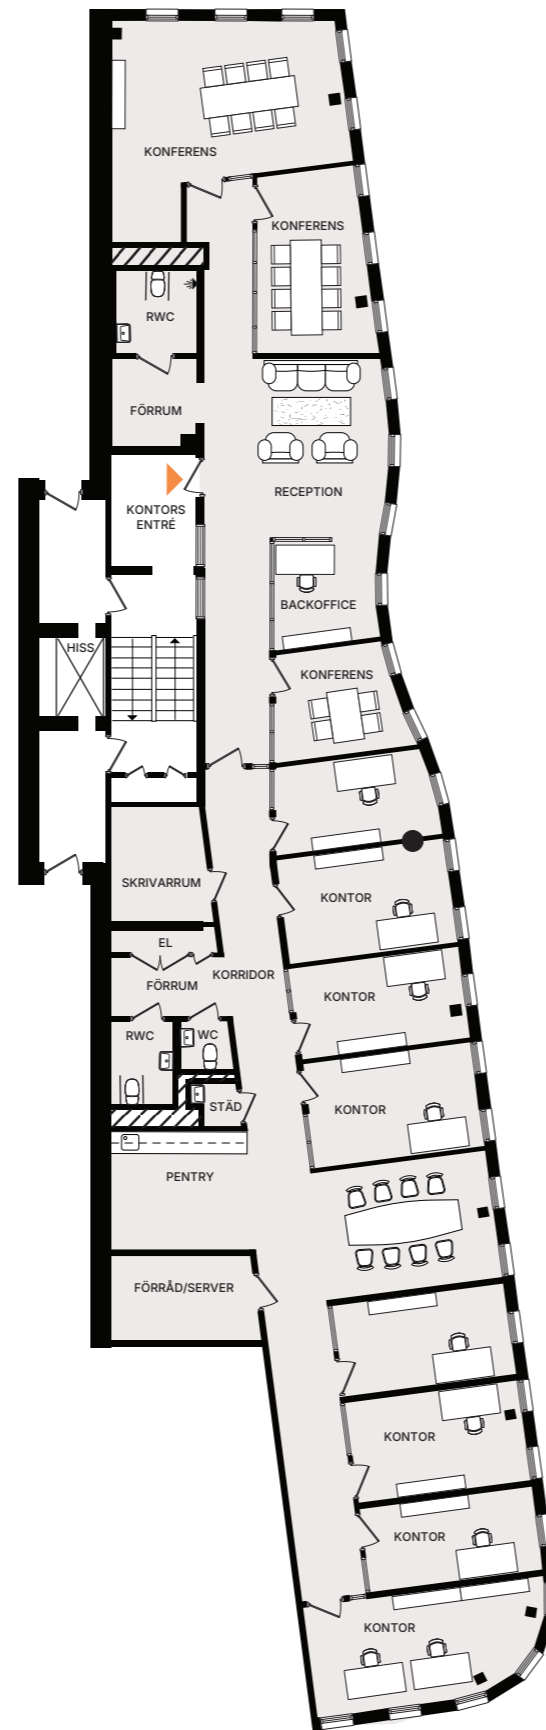 KONFERENS
KONFERENS
RWC
FÖRRUM
RECEPTION
KONTORS
ENTRÉ
BACKOFFICE
HISS
KONFERENS
SKRIVARRUM
KONTOR
EL
KORRIDOR
FÖRRUM
KONTOR
RWC
WC
STÄD
KONTOR
PENTRY
FÖRRÅD/SERVER
KONTOR
KONTOR
KONTOR